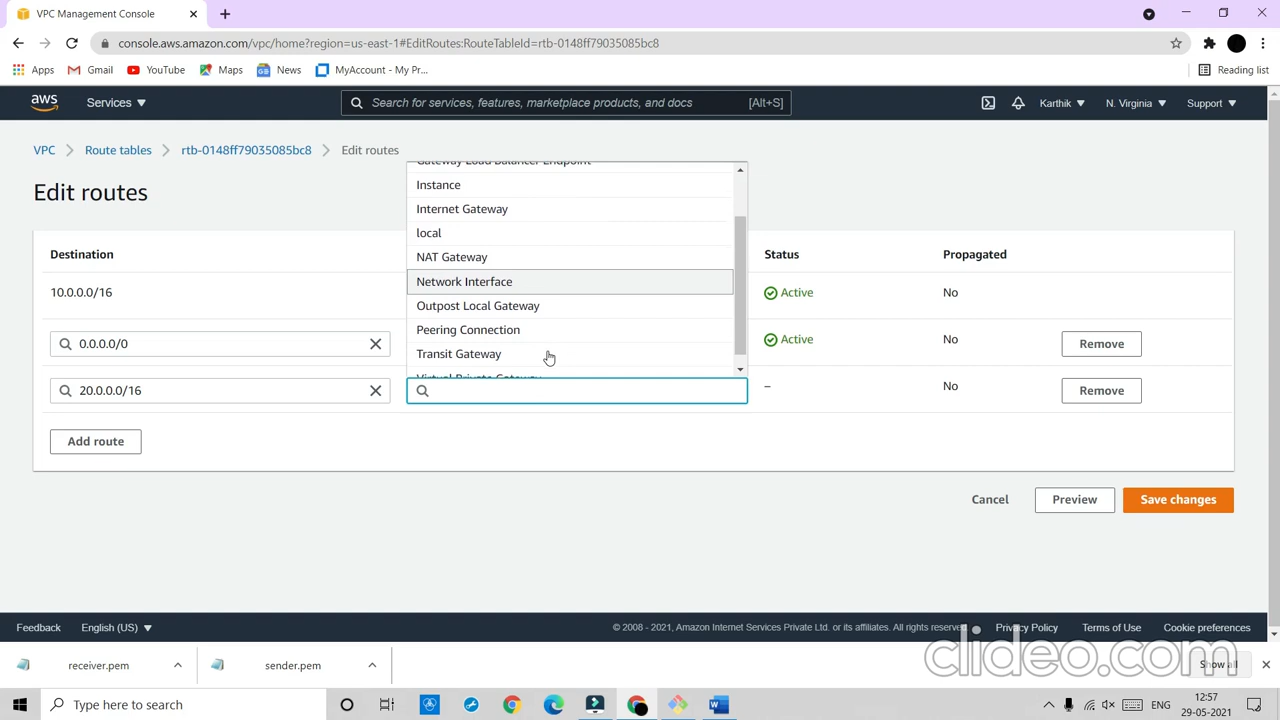 VPC Management Console
console.aws.amazon.com/vpc/home?region=us-east-1#EditRoutes:RouteTableId=rtb-0148ff79035085bc8
Apps Gmail YouTube Maps News MyAccount - My Pr... Reading list
aws Services Search for services, features, marketplace products, and docs [Alt+S] Karthik N. Virginia Support
VPC Route tables rtb-0148ff79035085bc8 Edit routes
Gateway Load Balancer Endpoint
Edit routes
Instance
Internet Gateway
local
Destination Status Propagated
NAT Gateway
Network Interface
10.0.0.0/16 Active No
Outpost Local Gateway
Peering Connection
0.0.0.0/0 Active No Remove
Transit Gateway
Virtual Private Gateway
20.0.0.0/16 – No Remove
Add route
Cancel Preview Save changes
Feedback English (US) © 2008 - 2021, Amazon Internet Services Private Ltd. or its affiliates. All rights reserved. Privacy Policy Terms of Use Cookie preferences
clideo.com
receiver.pem sender.pem Show all
Type here to search ENG 12:57
29-05-2021